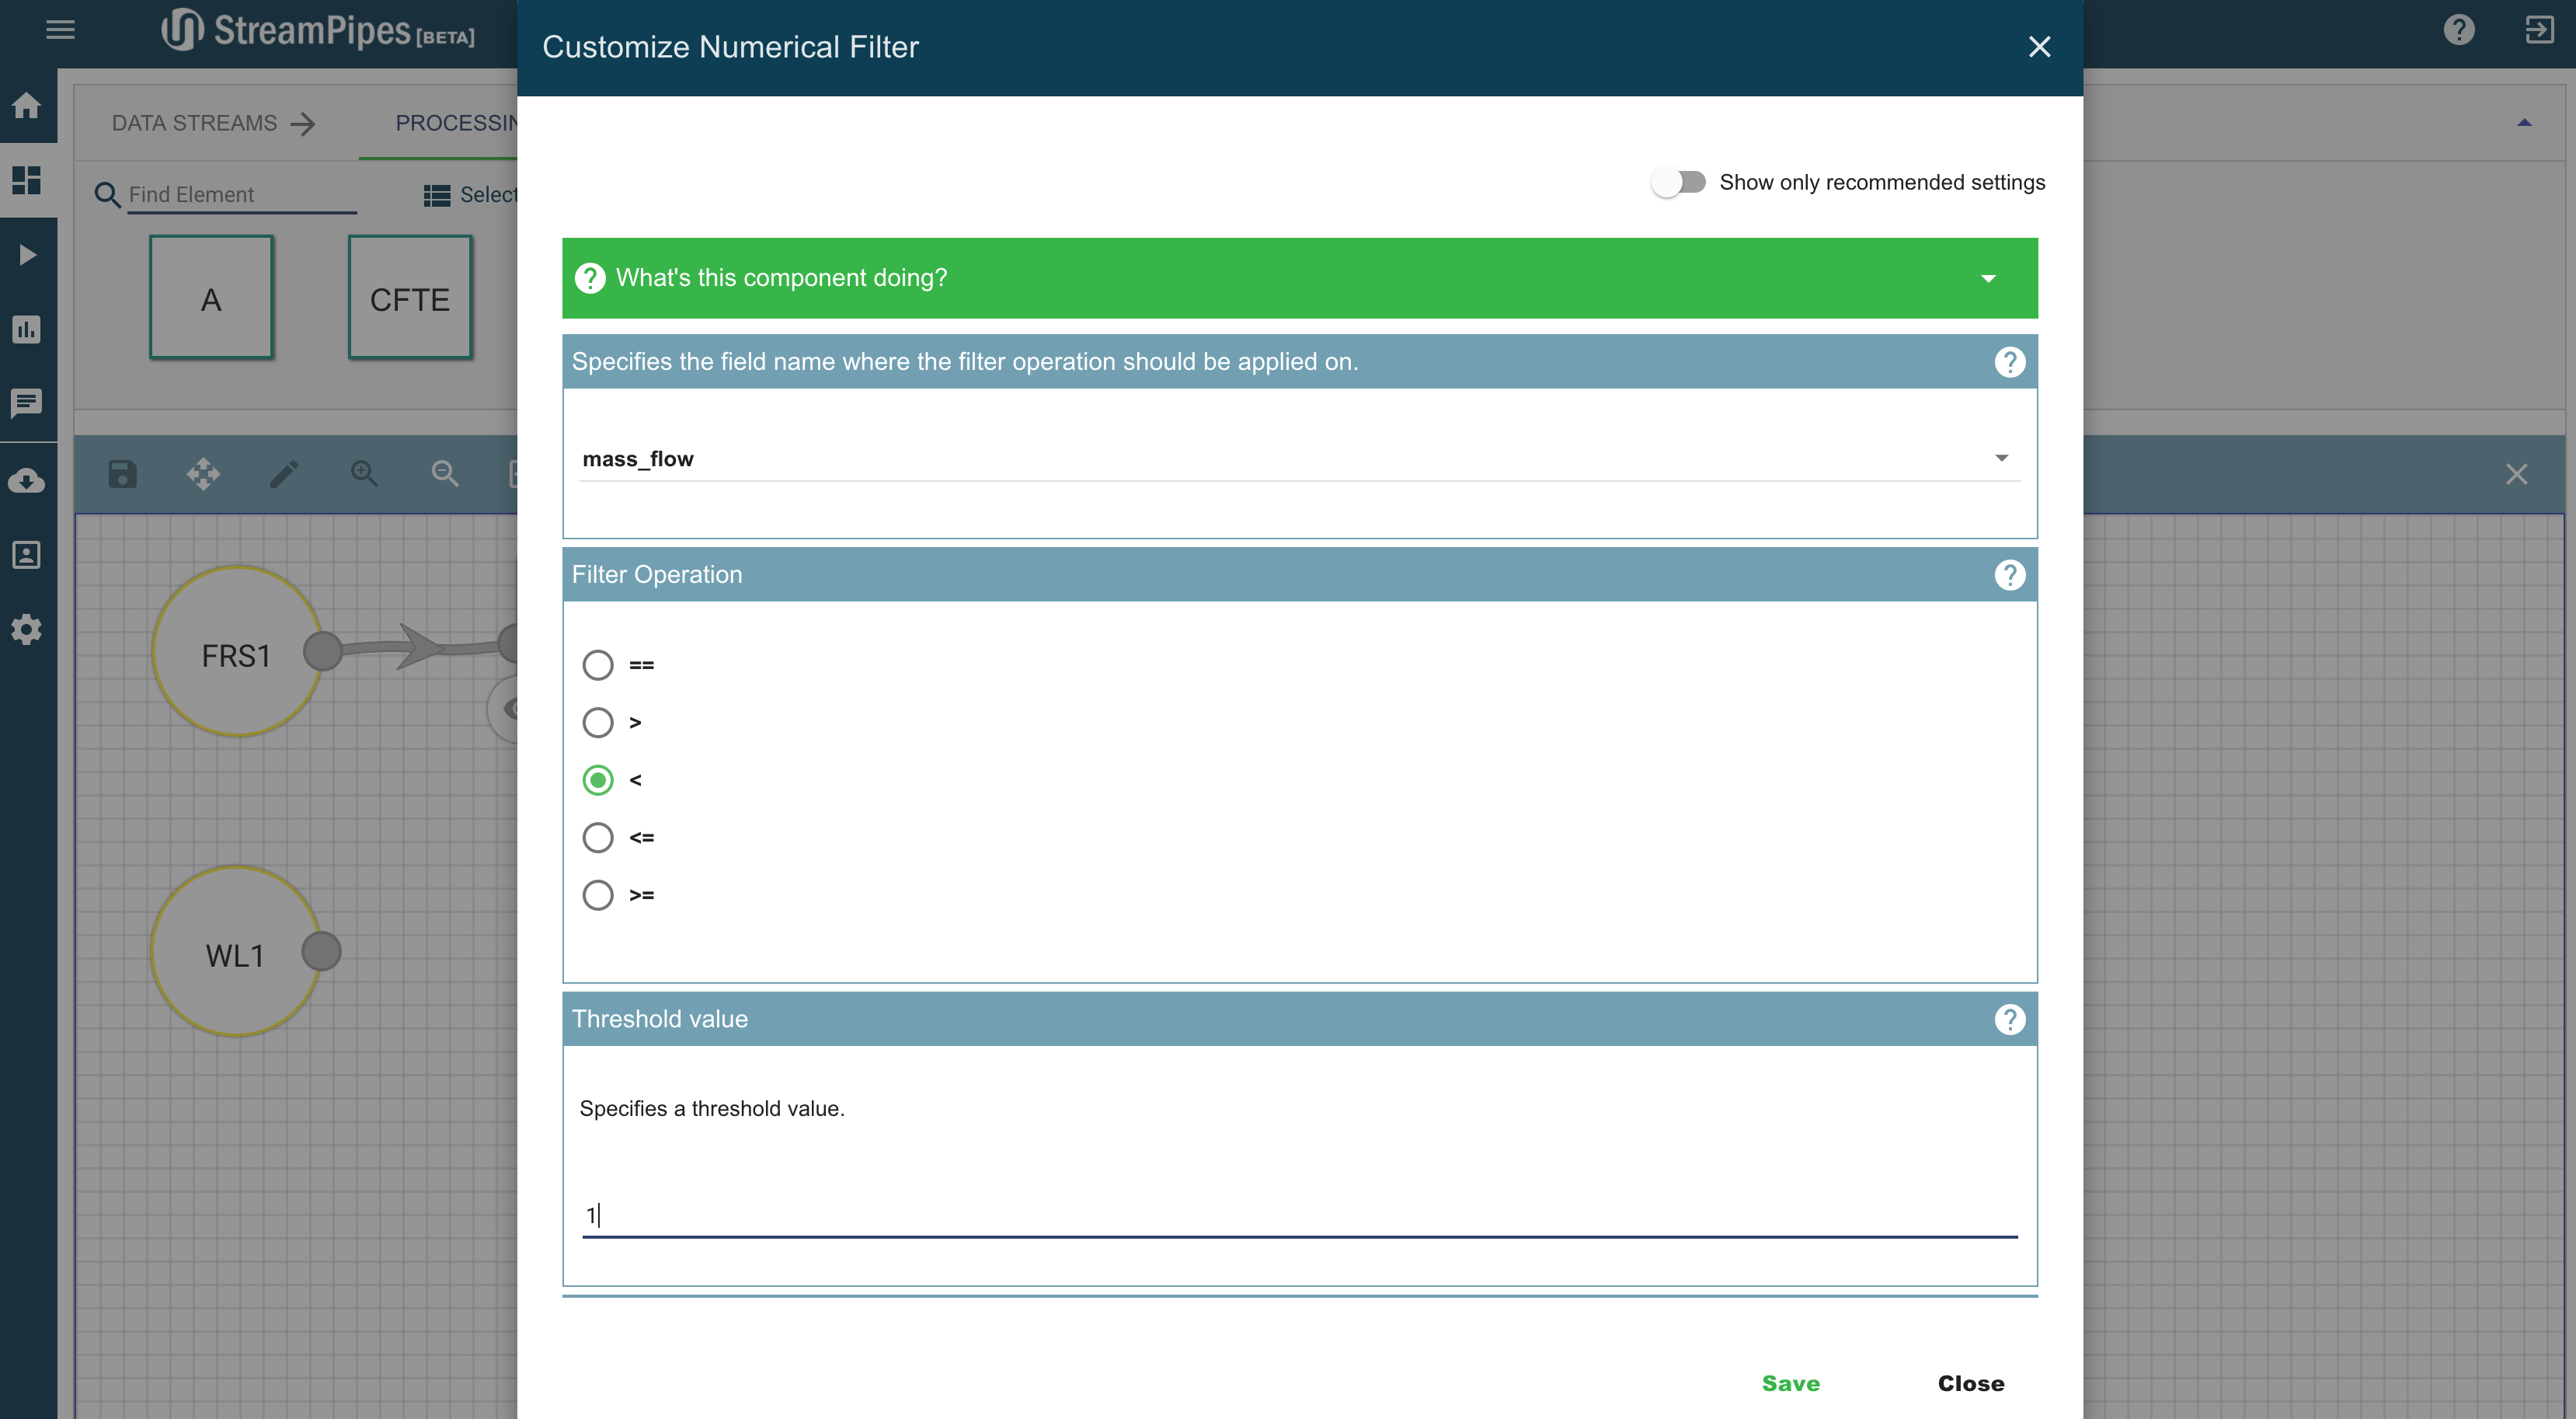 StreamPipes [BETA]
Customize Numerical Filter
DATA STREAMS
PROCESSIN
Show only recommended settings
Find Element
Select
What's this component doing?
A
CFTE
Specifies the field name where the filter operation should be applied on.
mass_flow
Filter Operation
==
>
<
<=
>=
FRS1
WL1
Threshold value
Specifies a threshold value.
1
Save
Close